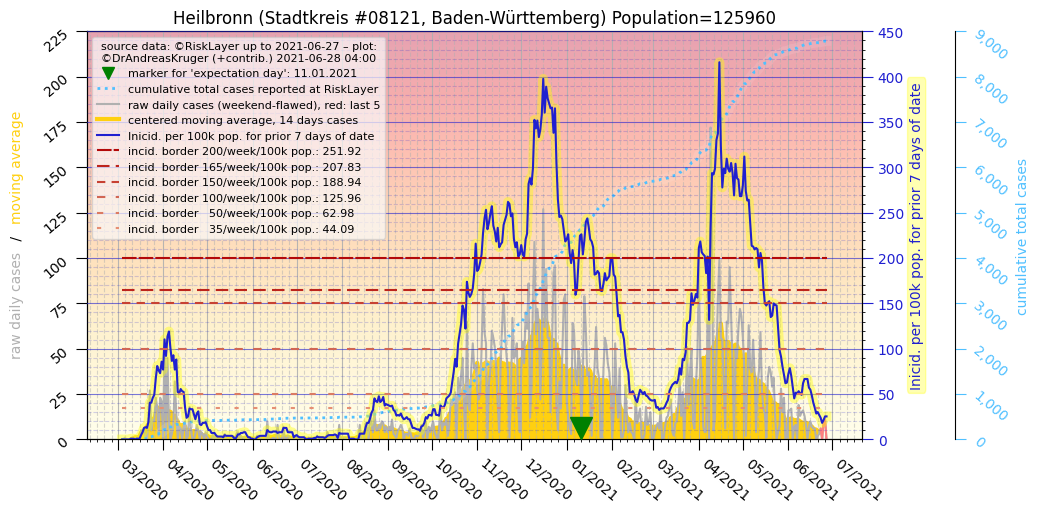 Heilbronn (Stadtkreis #08121, Baden-Württemberg) Population=125960
source data: ©RiskLayer up to 2021-06-27 – plot:
©DrAndreasKruger (+contrib.) 2021-06-28 04:00
marker for 'expectation day': 11.01.2021
cumulative total cases reported at RiskLayer
raw daily cases (weekend-flawed), red: last 5
centered moving average, 14 days cases
Inicid. per 100k pop. for prior 7 days of date
incid. border 200/week/100k pop.: 251.92
incid. border 165/week/100k pop.: 207.83
incid. border 150/week/100k pop.: 188.94
incid. border 100/week/100k pop.: 125.96
incid. border   50/week/100k pop.: 62.98
incid. border   35/week/100k pop.: 44.09
raw daily cases / moving average
225
200
175
150
125
100
75
50
25
0
03/2020
04/2020
05/2020
06/2020
07/2020
08/2020
09/2020
10/2020
11/2020
12/2020
01/2021
02/2021
03/2021
04/2021
05/2021
06/2021
07/2021
450
400
350
300
250
200
150
100
50
0
Inicid. per 100k pop. for prior 7 days of date
9,000
8,000
7,000
6,000
5,000
4,000
3,000
2,000
1,000
0
cumulative total cases